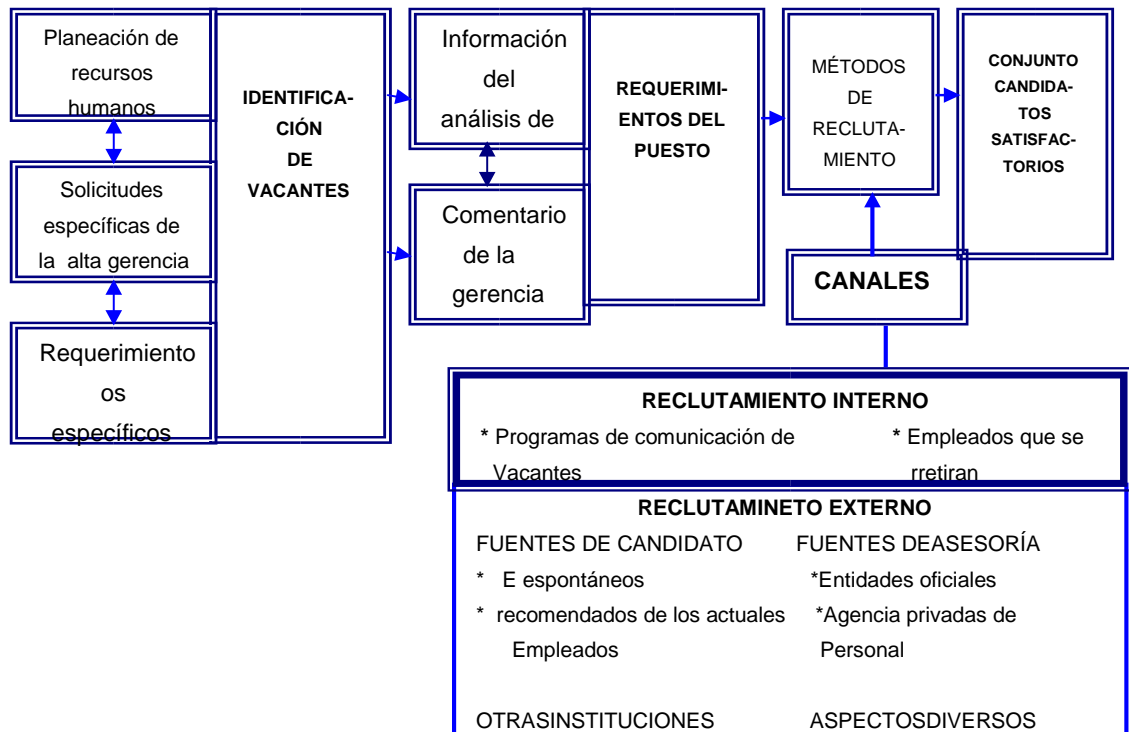 Planeación de
recursos
humanos
Solicitudes
específicas de
la alta gerencia
Requerimiento
os
específicos
IDENTIFICA-
CIÓN
DE
VACANTES
Información
del
análisis de
Comentario
de la
gerencia
REQUERIMI-
ENTOS DEL
PUESTO
MÉTODOS
DE
RECLUTA-
MIENTO
CONJUNTO
CANDIDA-
TOS
SATISFAC-
TORIOS
CANALES
RECLUTAMIENTO INTERNO
* Programas de comunicación de * Empleados que se
Vacantes rretiran
RECLUTAMINETO EXTERNO
FUENTES DE CANDIDATO FUENTES DEASESORÍA
* E espontáneos *Entidades oficiales
* recomendados de los actuales *Agencia privadas de
Empleados Personal
OTRASINSTITUCIONES ASPECTOSDIVERSOS